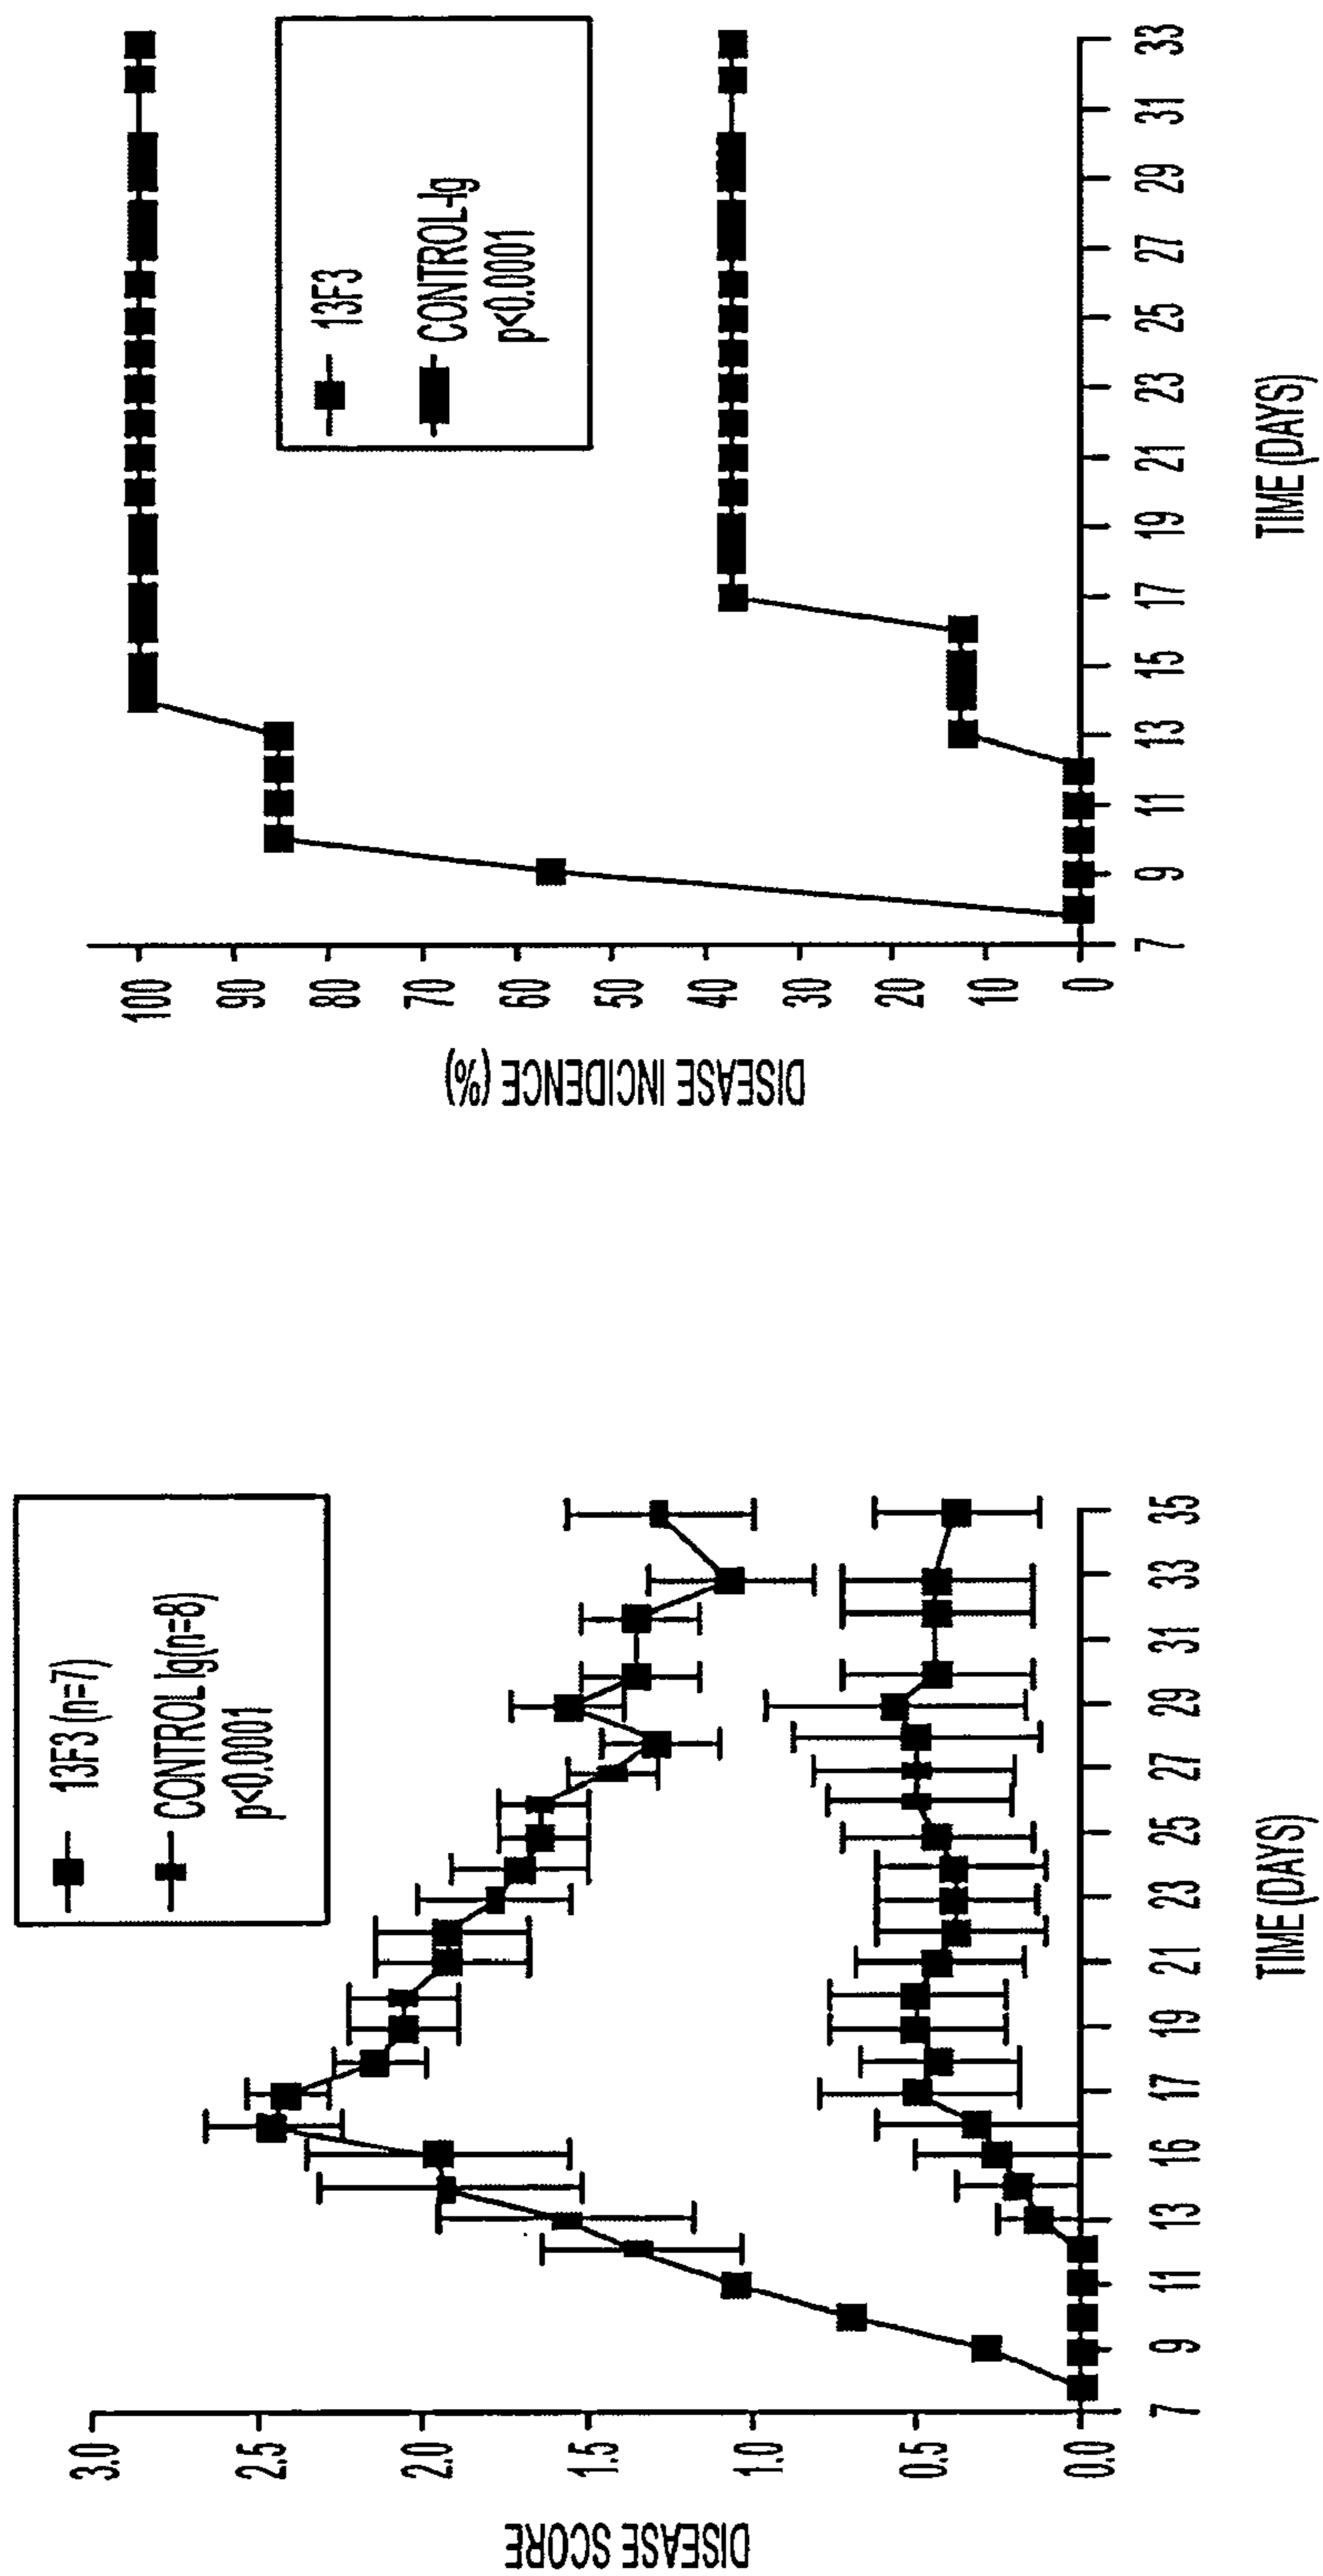 DISEASE SCORE
3.0
2.5
2.0
1.5
1.0
0.5
0.0
7 9 11 13 16 17 19 21 23 25 27 29 31 33 35
TIME (DAYS)
13F3 (n=7)
CONTROL Ig(n=8)
p<0.0001
DISEASE INCIDENCE (%)
100
90
80
70
60
50
40
30
20
10
0
7 9 11 13 15 17 19 21 23 25 27 29 31 33
TIME (DAYS)
13F3
CONTROL-Ig
p<0.0001